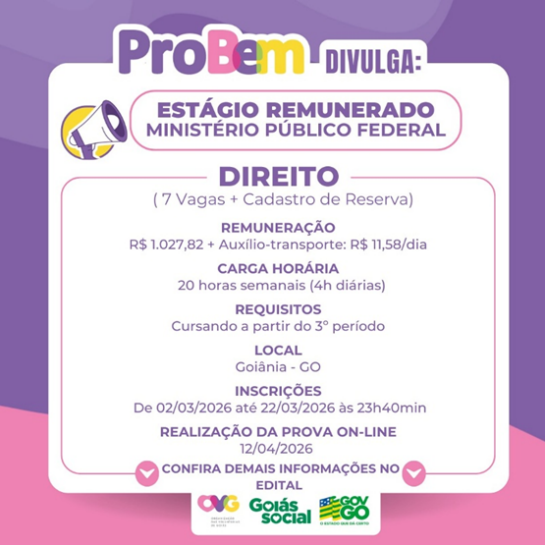 ProBem DIVULGA:
ESTÁGIO REMUNERADO
MINISTÉRIO PÚBLICO FEDERAL
DIREITO
( 7 Vagas + Cadastro de Reserva)
REMUNERAÇÃO
R$ 1.027,82 + Auxílio-transporte: R$ 11,58/dia
CARGA HORÁRIA
20 horas semanais (4h diárias)
REQUISITOS
Cursando a partir do 3º período
LOCAL
Goiânia - GO
INSCRIÇÕES
De 02/03/2026 até 22/03/2026 às 23h40min
REALIZAÇÃO DA PROVA ON-LINE
12/04/2026
CONFIRA DEMAIS INFORMAÇÕES NO
EDITAL
OVG
Goiás
social
GOV
GO